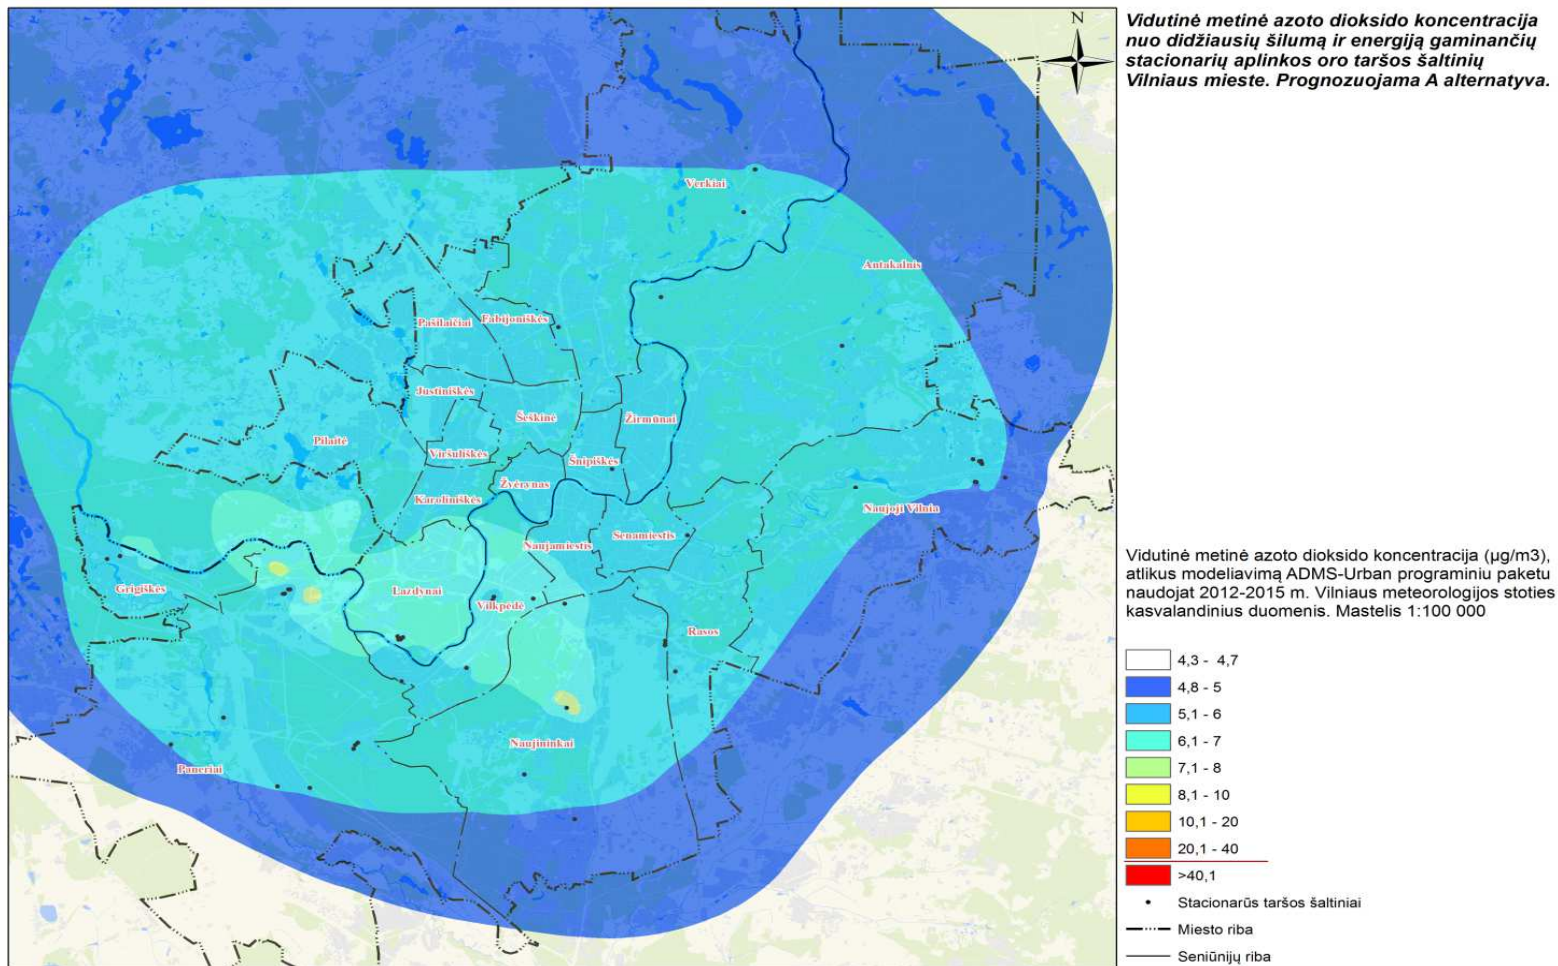 N
Vidutinė metinė azoto dioksido koncentracija
nuo didžiausių šilumą ir energiją gaminančių
stacionarių aplinkos oro taršos šaltinių
Vilniaus mieste. Prognozuojama A alternatyva.
Verkiai
Antakalnis
Pašilaičiai
Fabijoniškės
Justiniškės
Šeškinė
Žirmūnai
Pilaitė
Viršuliškės
Šnipiškės
Žvėrynas
Karoliniškės
Naujoji Vilnia
Naujamiestis
Senamiestis
Grigiškės
Lazdynai
Vilkpėdė
Rasos
Naujininkai
Paneriai
Vidutinė metinė azoto dioksido koncentracija (µg/m3),
atlikus modeliavimą ADMS-Urban programiniu paketu
naudojat 2012-2015 m. Vilniaus meteorologijos stoties
kasvalandinius duomenis. Mastelis 1:100 000
4,3 - 4,7
4,8 - 5
5,1 - 6
6,1 - 7
7,1 - 8
8,1 - 10
10,1 - 20
20,1 - 40
>40,1
Stacionarūs taršos šaltiniai
Miesto riba
Seniūnijų riba